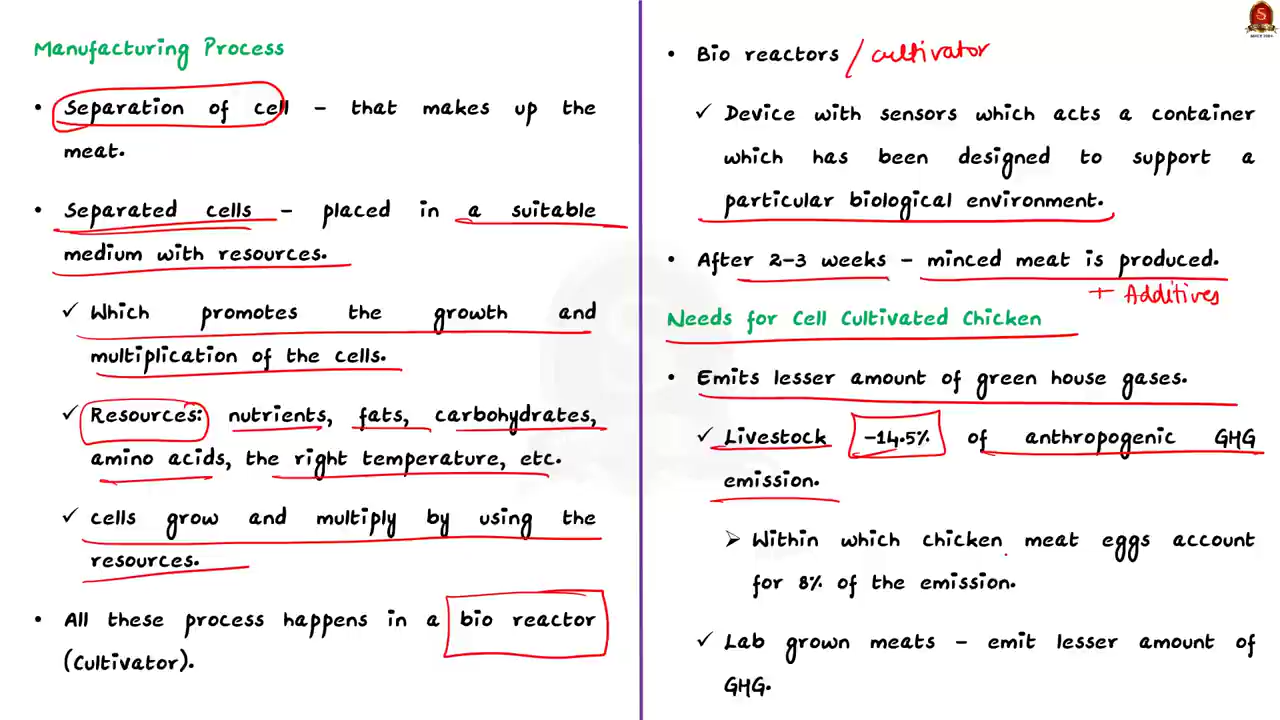 Manufacturing Process
• Separation of cell – that makes up the
meat.
• Separated cells – placed in a suitable
medium with resources.
✓ Which promotes the growth and
multiplication of the cells.
✓ Resources: nutrients, fats, carbohydrates,
amino acids, the right temperature, etc.
✓ cells grow and multiply by using the
resources.
• All these process happens in a bio reactor
(Cultivator).
• Bio reactors / cultivator
✓ Device with sensors which acts a container
which has been designed to support a
particular biological environment.
• After 2-3 weeks – minced meat is produced.
+ Additives
Needs for Cell Cultivated Chicken
• Emits lesser amount of green house gases.
✓ Livestock -14.5% of anthropogenic GHG
emission.
➢ Within which chicken meat eggs account
for 8% of the emission.
✓ Lab grown meats – emit lesser amount of
GHG.